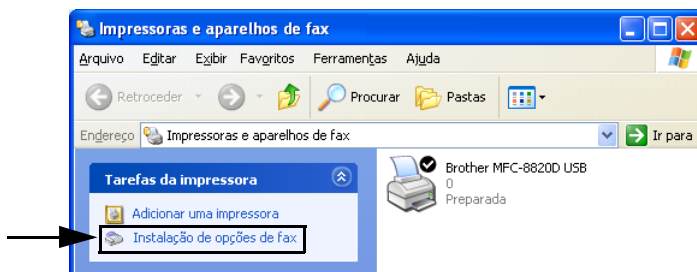 Impressoras e aparelhos de fax
Arquivo Editar Exibir Favoritos Ferramentas Ajuda
Retroceder Procurar Pastas
Endereço Impressoras e aparelhos de fax Ir para
Tarefas da impressora
Adicionar uma impressora
Instalação de opções de fax
Brother MFC-8820D USB
0
Preparada